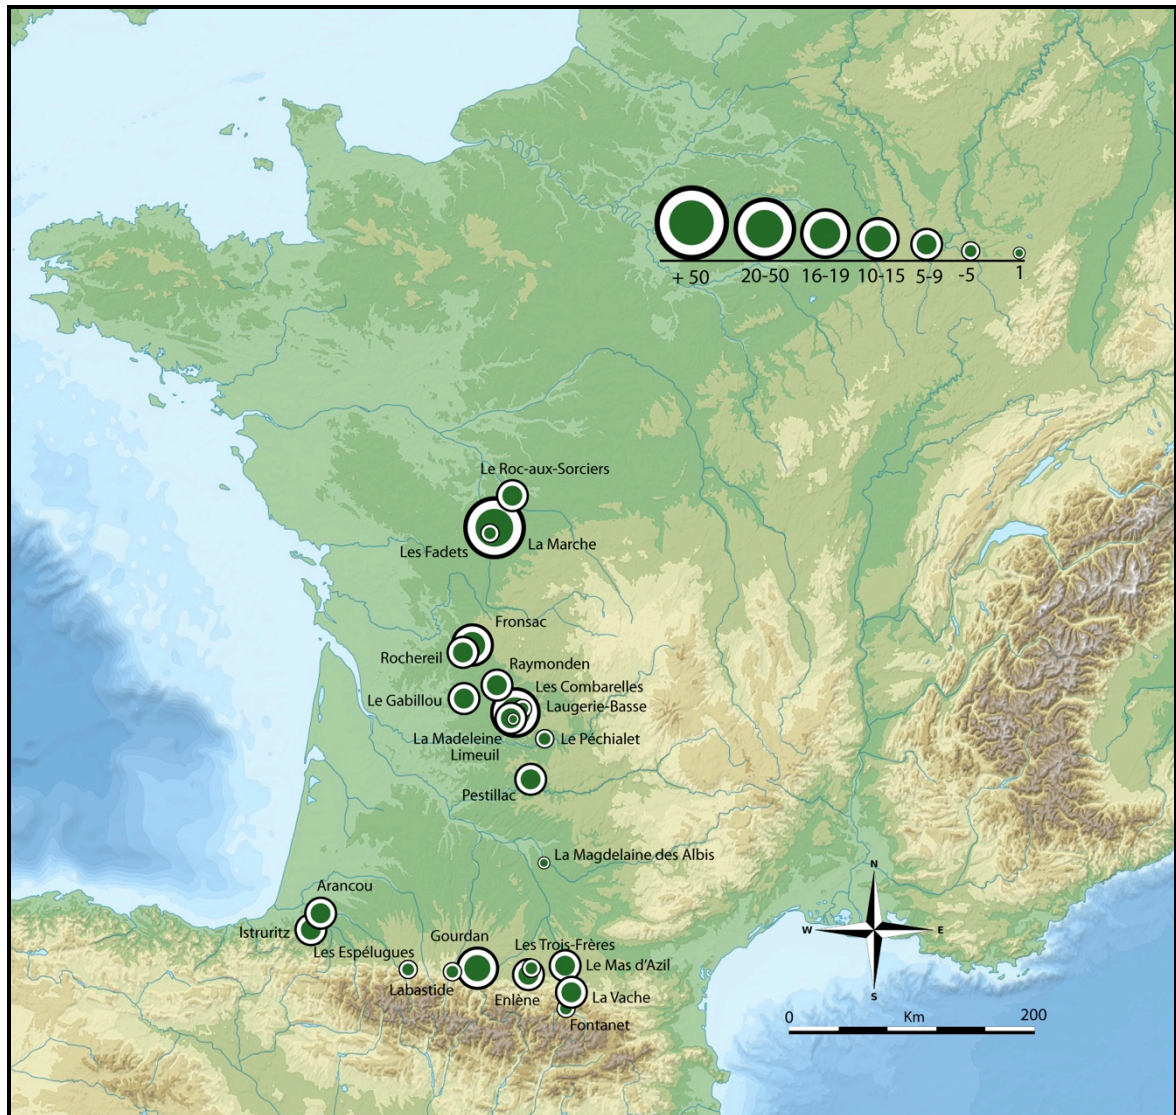 + 50
20-50
16-19
10-15
5-9
-5
1
Le Roc-aux-Sorciers
Les Fadets
La Marche
Fronsac
Rochereil
Raymonden
Les Combarelles
Le Gabillou
Laugerie-Basse
La Madeleine
Limeuil
Le Péchialet
Pestillac
La Magdelaine des Albis
Arancou
Istruritz
Les Espélugues
Gourdan
Les Trois-Frères
Le Mas d'Azil
Labastide
Enlène
La Vache
Fontanet
N
W
E
S
0
Km
200